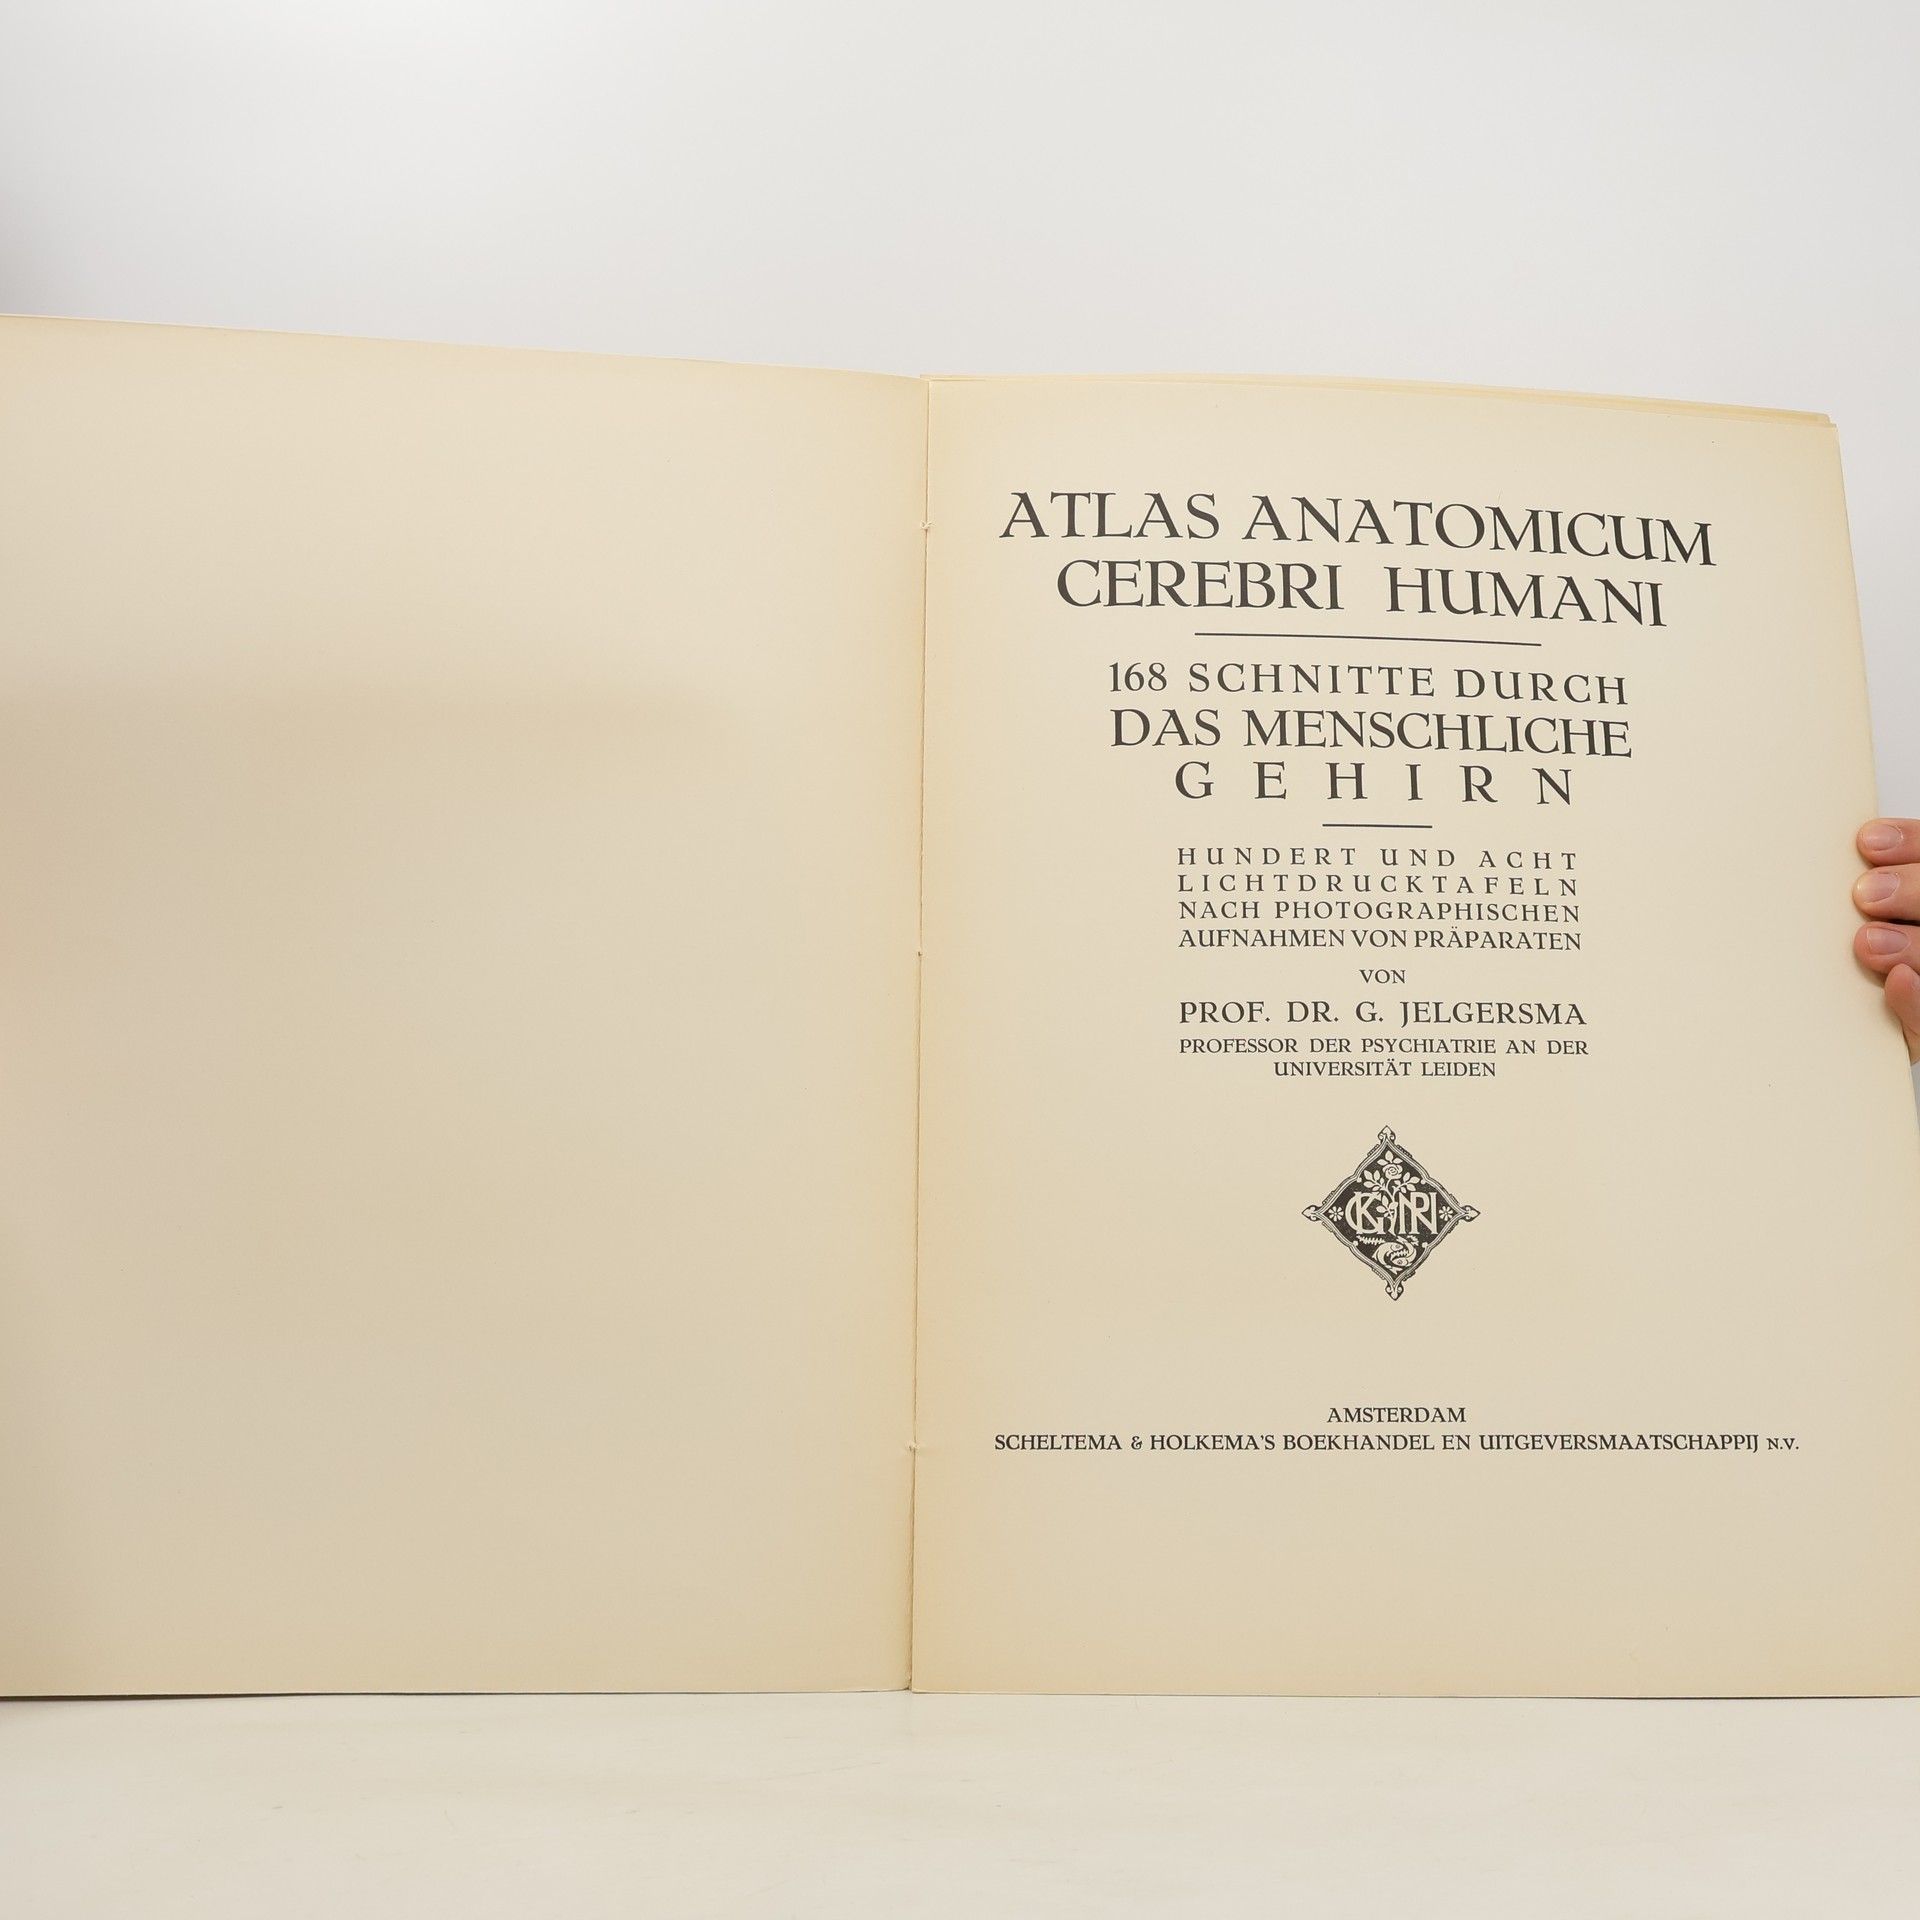 ATLAS ANATOMICUM
CEREBRI HUMANI
168 SCHNITTE DURCH
DAS MENSCHLICHE
GEHIRN
HUNDERT UND ACHT
LICHTDRUCKTAFELN
NACH PHOTOGRAPHISCHEN
AUFNAHMEN VON PRÄPARATEN
VON
PROF. DR. G. JELGERSMA
PROFESSOR DER PSYCHIATRIE AN DER
UNIVERSITÄT LEIDEN
AMSTERDAM
SCHELTEMA & HOLKEMA'S BOEKHANDEL EN UITGEVERSMAATSCHAPPIJ N.V.